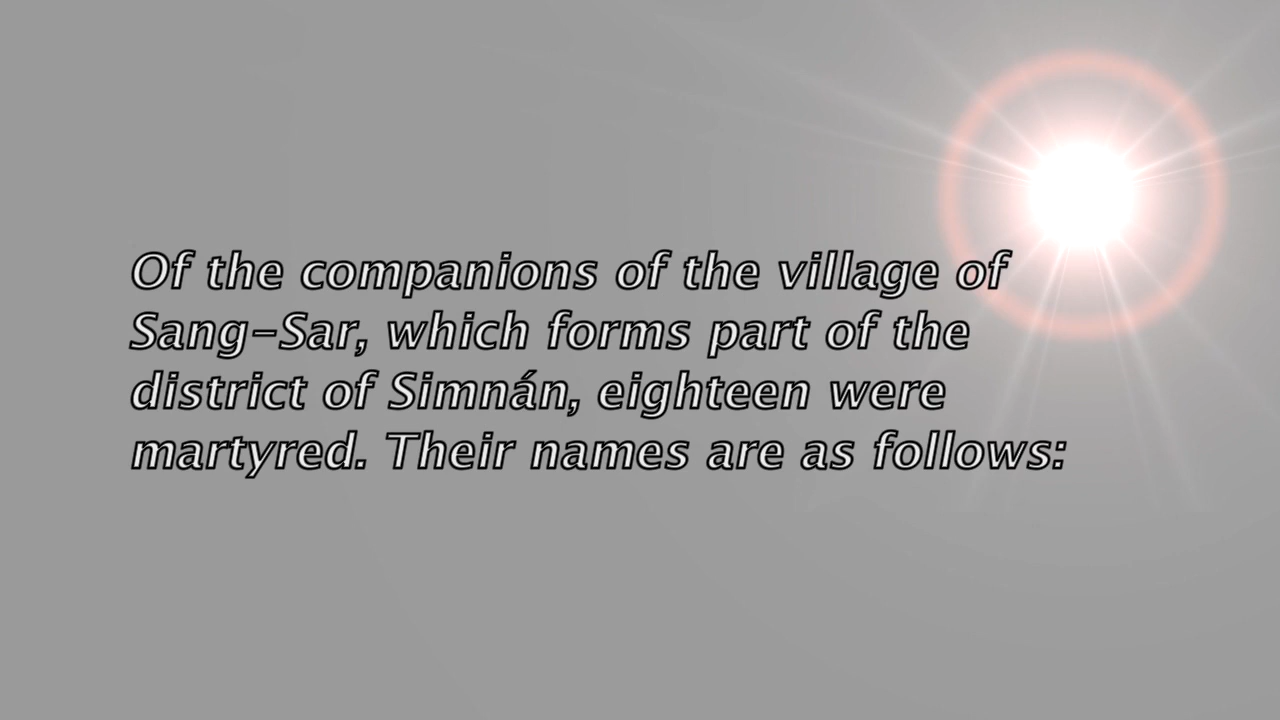 Of the companions of the village of
Sang-Sar, which forms part of the
district of Simnán, eighteen were
martyred. Their names are as follows: